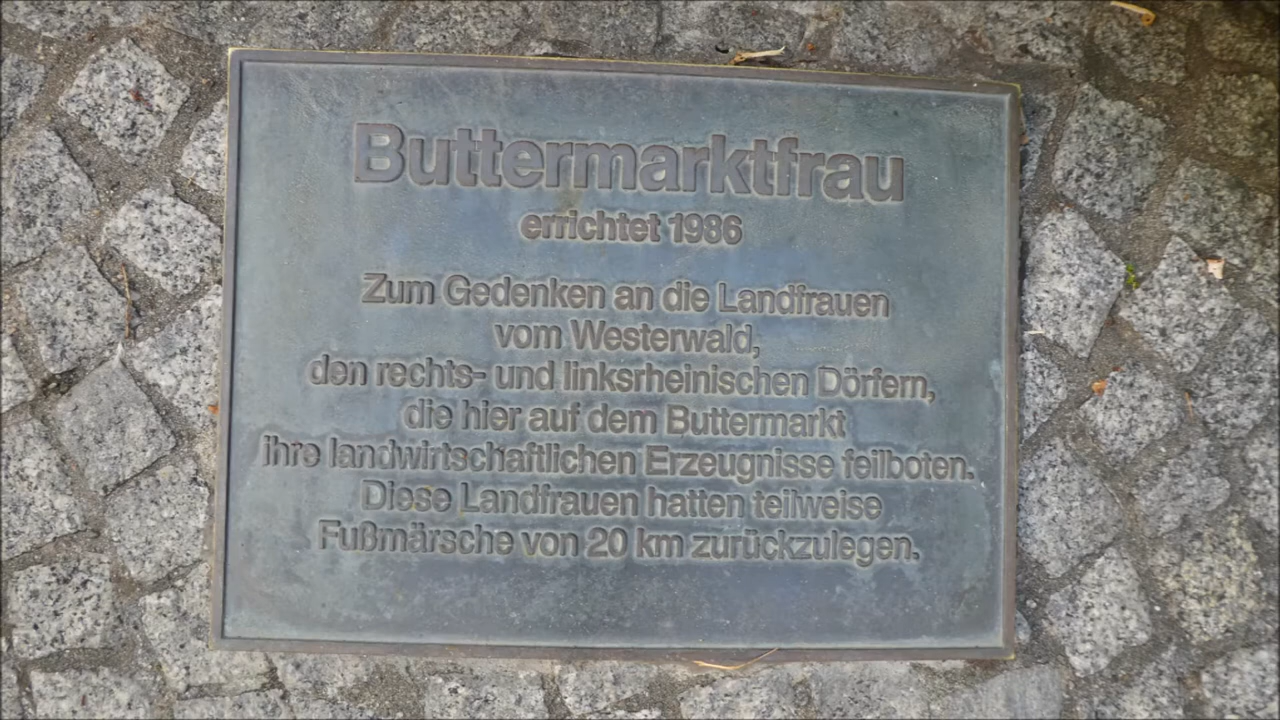 Buttermarktfrau
errichtet 1986
Zum Gedenken an die Landfrauen
vom Westerwald,
den rechts- und linksrheinischen Dörfern,
die hier auf dem Buttermarkt
ihre landwirtschaftlichen Erzeugnisse feilboten.
Diese Landfrauen hatten teilweise
Fußmärsche von 20 km zurückzulegen.